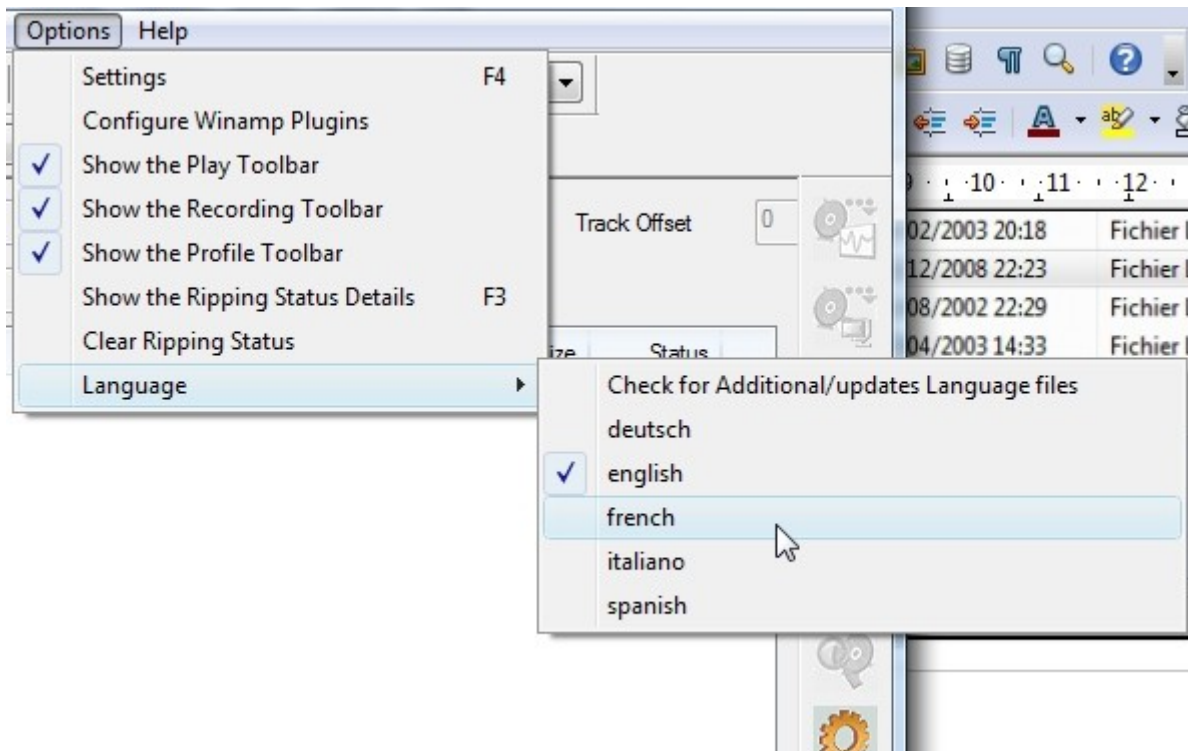 Options Help
Settings F4
Configure Winamp Plugins
Show the Play Toolbar
Show the Recording Toolbar
Show the Profile Toolbar
Show the Ripping Status Details F3
Clear Ripping Status
Language
Check for Additional/updates Language files
deutsch
english
french
italiano
spanish
Track Offset 0
Status
·10· ·11· ·12·
02/2003 20:18 Fichier
12/2008 22:23 Fichier
08/2002 22:29 Fichier
04/2003 14:33 Fichier